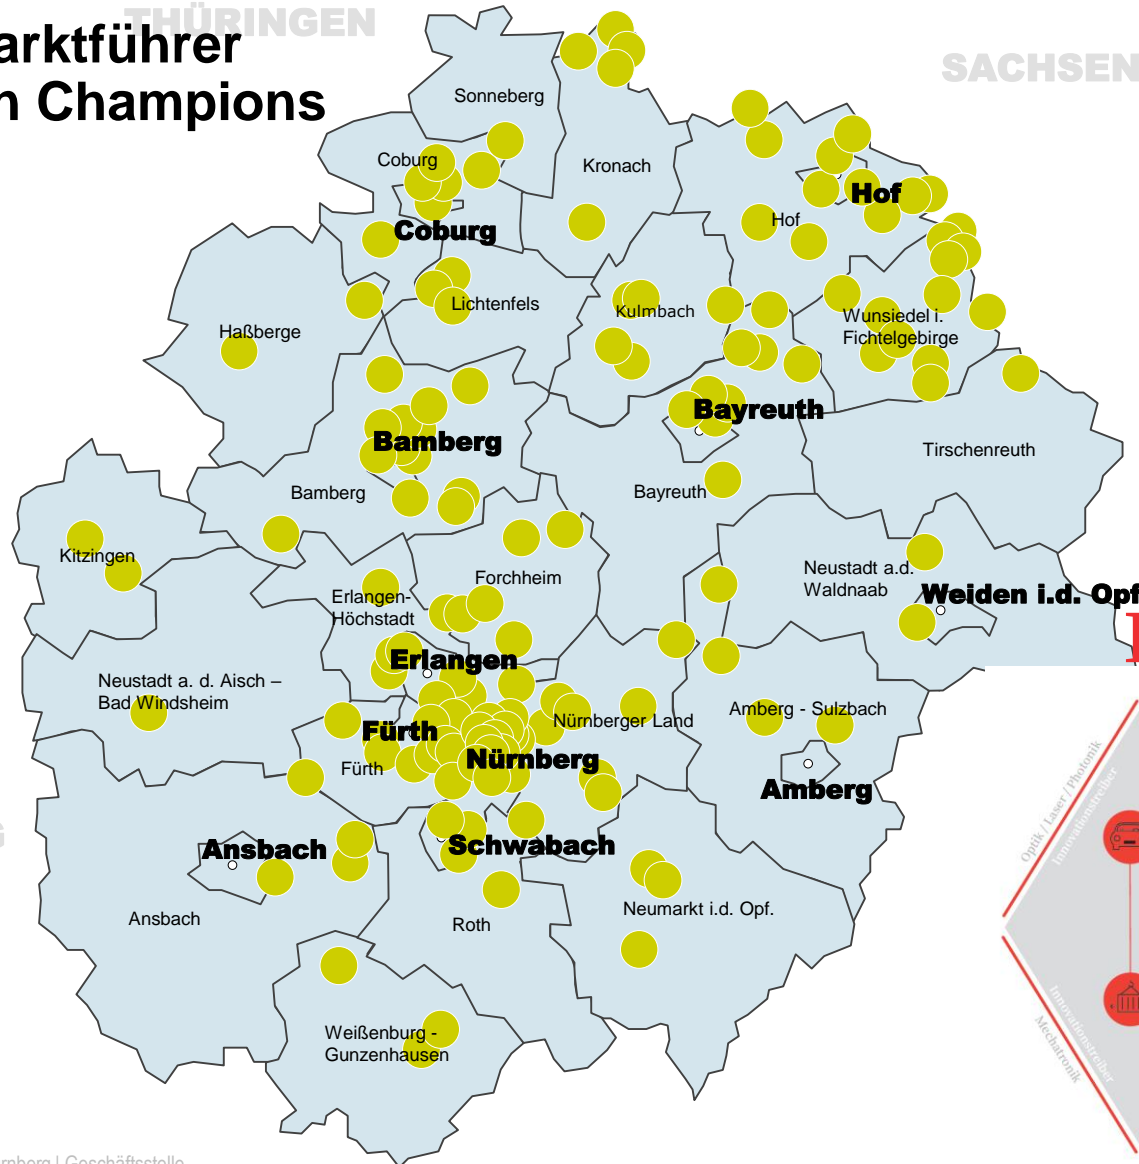 THÜRINGEN
arktführer
n Champions
SACHSEN
Sonneberg
Coburg
Kronach
Hof
Hof
Coburg
Lichtenfels
Kulmbach
Wunsiedel i.
Fichtelgebirge
Haßberge
Bayreuth
Bamberg
Tirschenreuth
Bamberg
Bayreuth
Kitzingen
Forchheim
Neustadt a.d.
Waldnaab
Erlangen-
Höchstadt
Weiden i.d. Opf
Erlangen
Neustadt a. d. Aisch –
Bad Windsheim
Amberg - Sulzbach
Nürnberger Land
Fürth
Fürth
Nürnberg
Amberg
Optik / Laser / Photonik
Innovationstreiber
Ansbach
Schwabach
Ansbach
Roth
Neumarkt i.d. Opf.
Weißenburg -
Gunzenhausen
Innovationstreiber
Mechatronik
rnberg | Geschäftsstelle